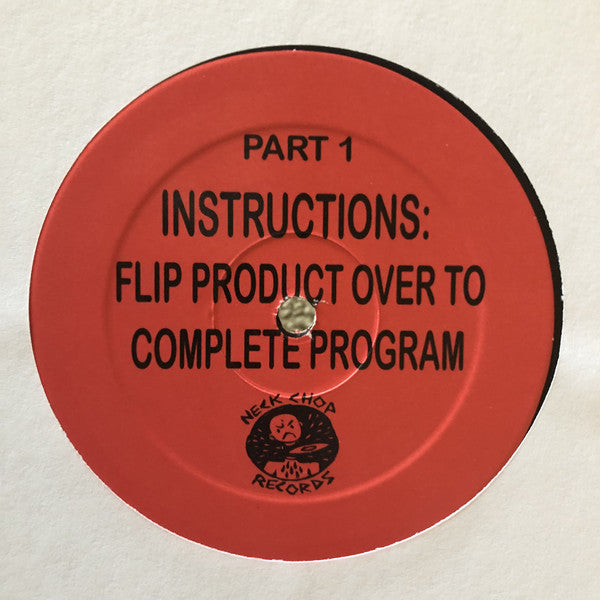 PART 1
INSTRUCTIONS:
FLIP PRODUCT OVER TO
COMPLETE PROGRAM
NECK CHOP
RECORDS